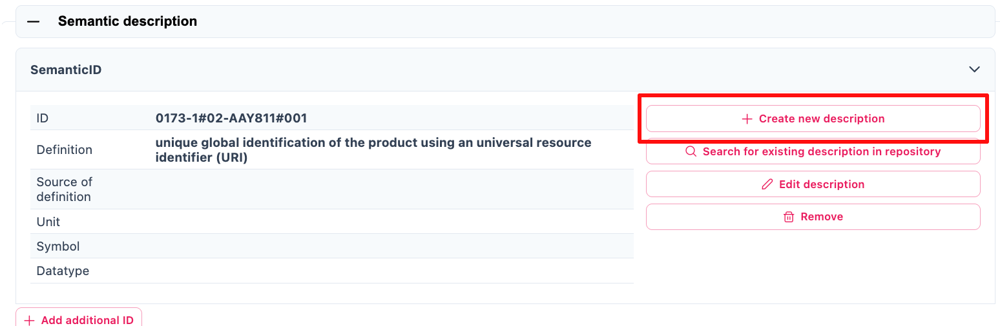 Semantic description
SemanticID
ID
0173-1#02-AAY811#001
Definition
unique global identification of the product using an universal resource
identifier (URI)
Source of
definition
Unit
Symbol
Datatype
Create new description
Search for existing description in repository
Edit description
Remove
Add additional ID